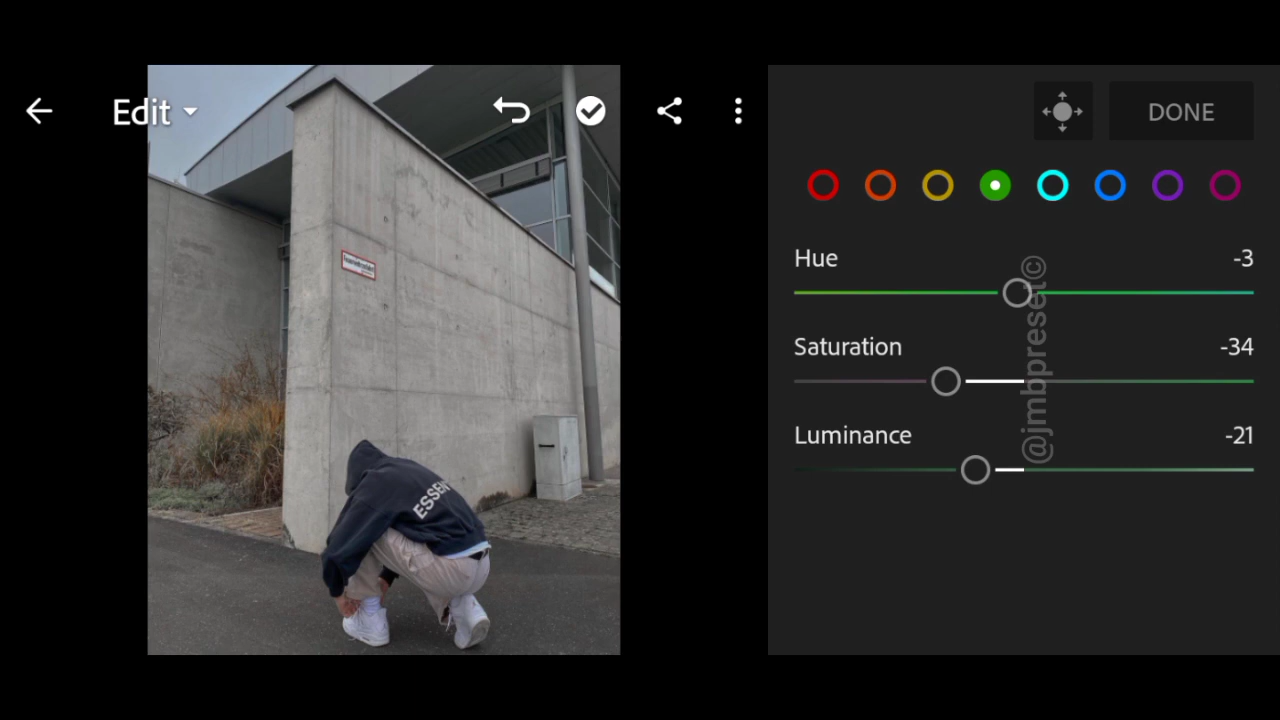 Edit
DONE
Hue
-3
Saturation
-34
Luminance
-21
@jmbpreset©
ESSEN